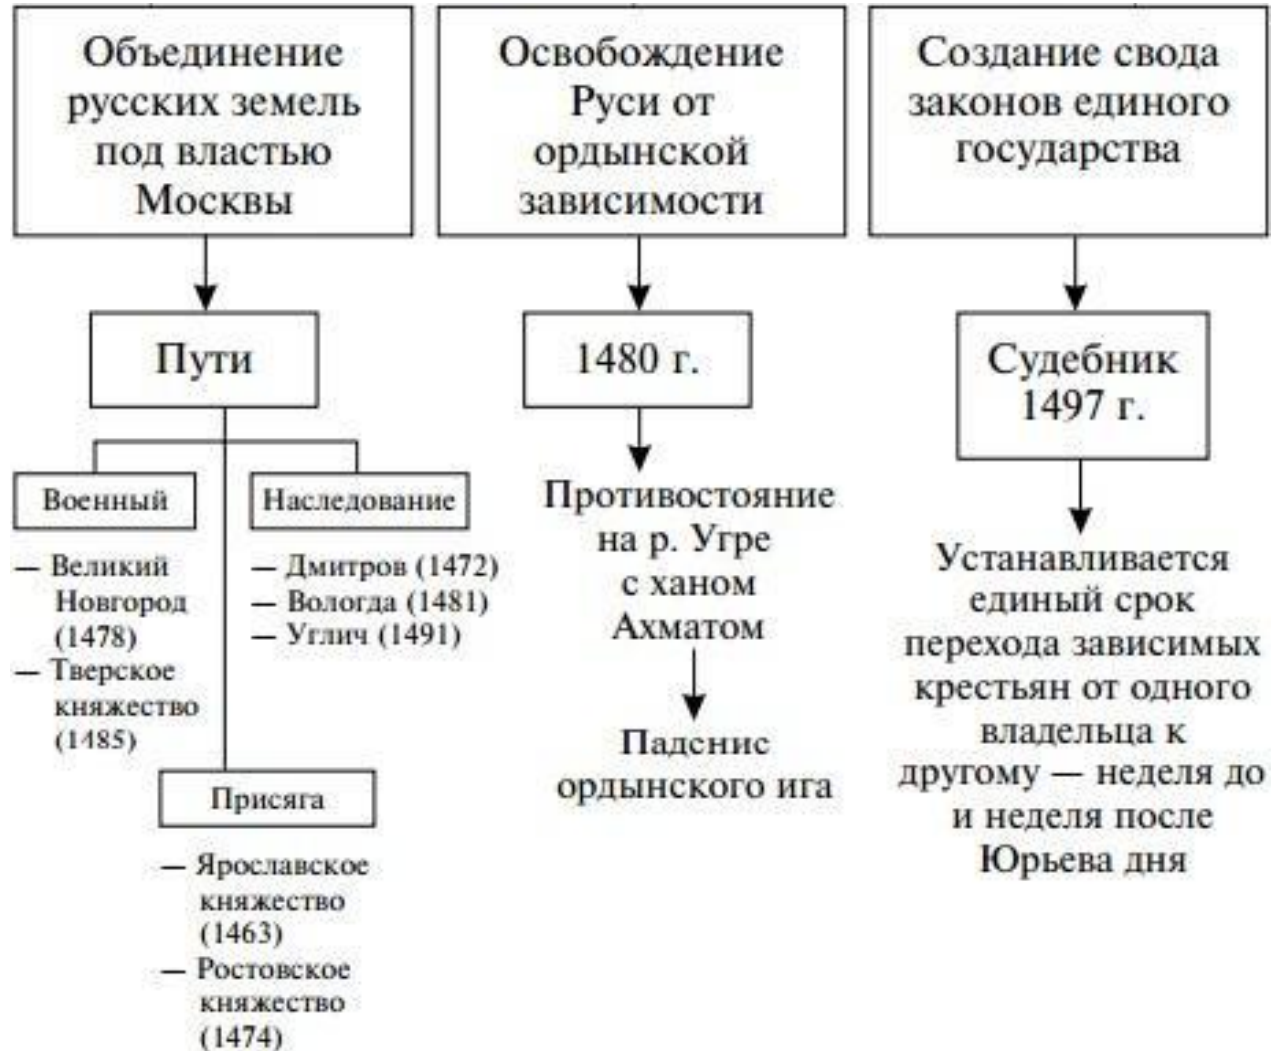 Объединение
русских земель
под властью
Москвы
Пути
Военный
— Великий
Новгород
(1478)
— Тверское
княжество
(1485)
Наследование
— Дмитров (1472)
— Вологда (1481)
— Углич (1491)
Присяга
— Ярославское
княжество
(1463)
— Ростовское
княжество
(1474)
Освобождение
Руси от
ордынской
зависимости
1480 г.
Противостояние
на р. Угре
с ханом
Ахматом
Падение
ордынского ига
Создание свода
законов единого
государства
Судебник
1497 г.
Устанавливается
единый срок
перехода зависимых
крестьян от одного
владельца к
другому — неделя до
и неделя после
Юрьева дня